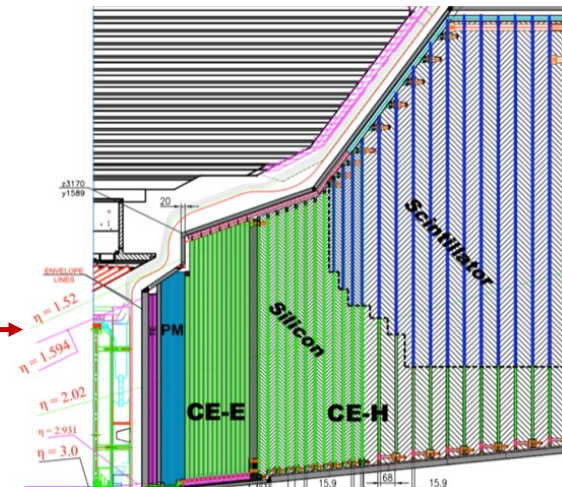 z3170
y1589
20
ENVELOPE
LINES
η = 1.52
η = 1.594
η = 2.02
η = 2.931
η = 3.0
PM
CE-E
Silicon
Scintillator
CE-H
15.9
68
15.9